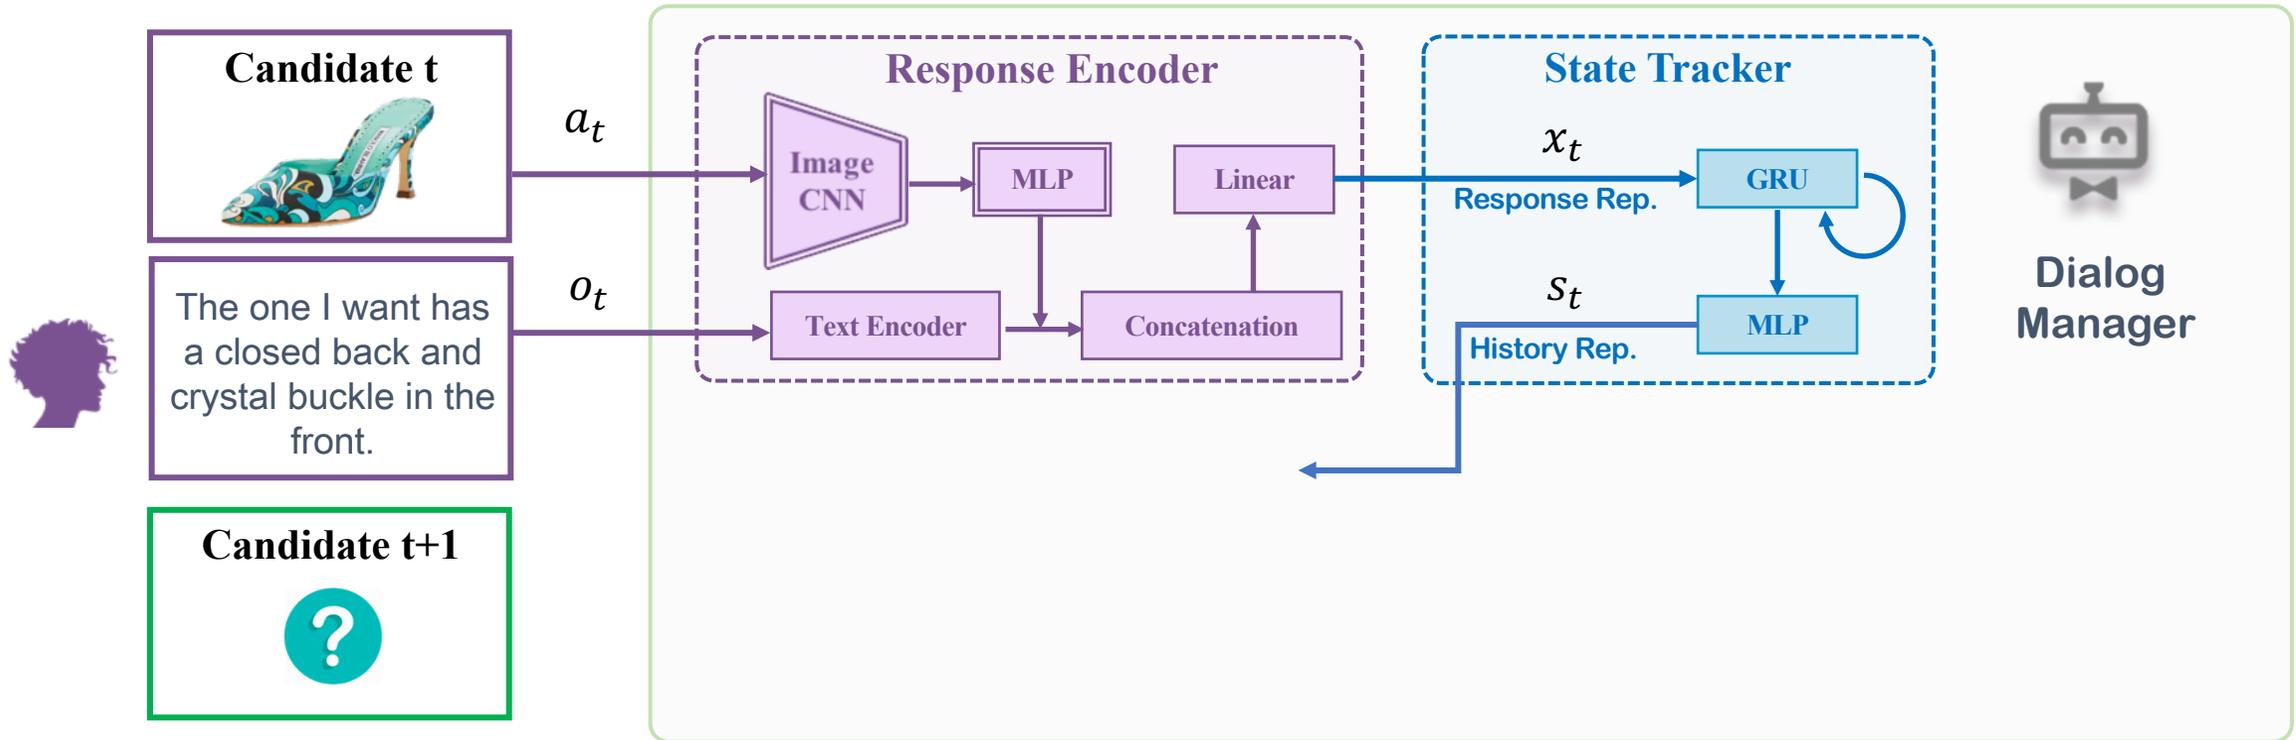 Candidate t
a_t
The one I want has
a closed back and
crystal buckle in the
front.
o_t
Candidate t+1
?
Response Encoder
Image
CNN
MLP
Linear
Text Encoder
Concatenation
State Tracker
x_t
Response Rep.
GRU
s_t
History Rep.
MLP
Dialog
Manager